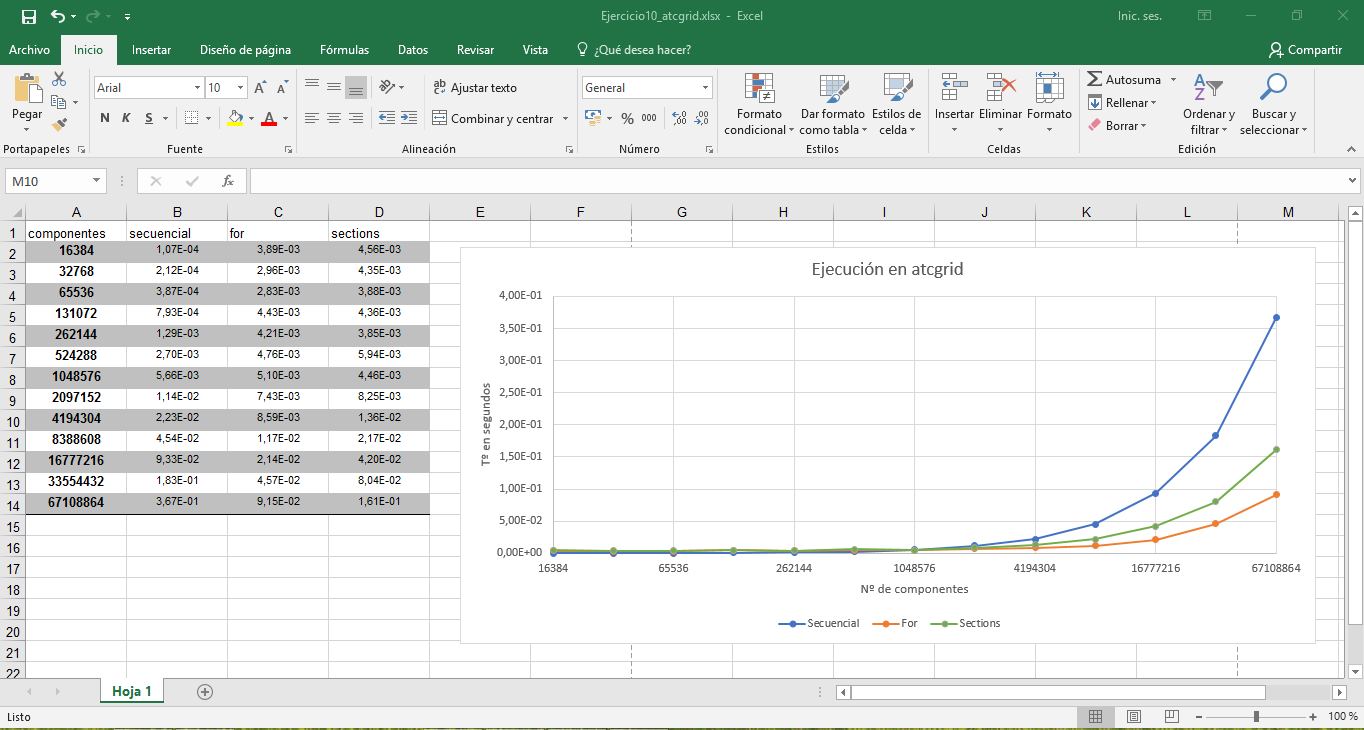 Ejercicio10_atcgrid.xlsx - Excel
Inic. ses.
Archivo Inicio Insertar Diseño de página Fórmulas Datos Revisar Vista ¿Qué desea hacer? Compartir
Pegar
Arial 10
N K S
Ajustar texto
Combinar y centrar
General
% 000
Formato condicional
Dar formato como tabla
Estilos de celda
Insertar Eliminar Formato
Autosuma
Rellenar
Borrar
Ordenar y filtrar
Buscar y seleccionar
Portapapeles Fuente Alineación Número Estilos Celdas Edición
M10 fx
A B C D E F G H I J K L M
1 componentes secuencial for sections
2 16384 1,07E-04 3,89E-03 4,56E-03
3 32768 2,12E-04 2,96E-03 4,35E-03
4 65536 3,87E-04 2,83E-03 3,88E-03
5 131072 7,93E-04 4,43E-03 4,36E-03
6 262144 1,29E-03 4,21E-03 3,85E-03
7 524288 2,70E-03 4,76E-03 5,94E-03
8 1048576 5,66E-03 5,10E-03 4,46E-03
9 2097152 1,14E-02 7,43E-03 8,25E-03
10 4194304 2,23E-02 8,59E-03 1,36E-02
11 8388608 4,54E-02 1,17E-02 2,17E-02
12 16777216 9,33E-02 2,14E-02 4,20E-02
13 33554432 1,83E-01 4,57E-02 8,04E-02
14 67108864 3,67E-01 9,15E-02 1,61E-01
15
16
17
18
19
20
21
22
Ejecución en atcgrid
4,00E-01
3,50E-01
3,00E-01
2,50E-01
2,00E-01
1,50E-01
1,00E-01
5,00E-02
0,00E+00
Tº en segundos
16384 65536 262144 1048576 4194304 16777216 67108864
Nº de componentes
Secuencial For Sections
Hoja 1
Listo
100 %